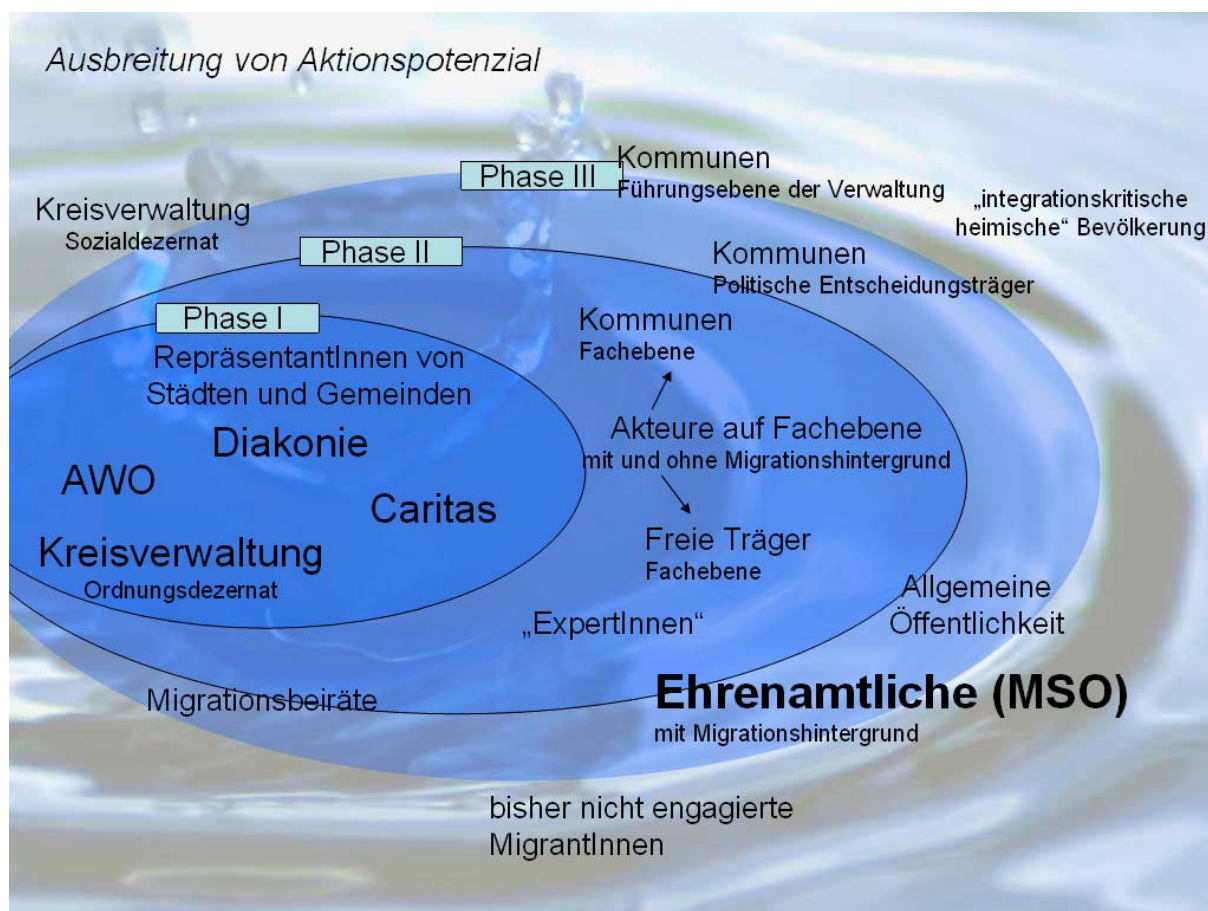 Ausbreitung von Aktionspotenzial
Phase III
Kommunen
Führungsebene der Verwaltung
„integrationskritische
heimische“ Bevölkerung
Kreisverwaltung
Sozialdezernat
Phase II
Kommunen
Politische Entscheidungsträger
Phase I
Kommunen
Fachebene
RepräsentantInnen von
Städten und Gemeinden
Diakonie
Akteure auf Fachebene
mit und ohne Migrationshintergrund
AWO
Caritas
Kreisverwaltung
Ordnungsdezernat
Freie Träger
Fachebene
„ExpertInnen“
Allgemeine
Öffentlichkeit
Migrationsbeiräte
Ehrenamtliche (MSO)
mit Migrationshintergrund
bisher nicht engagierte
MigrantInnen